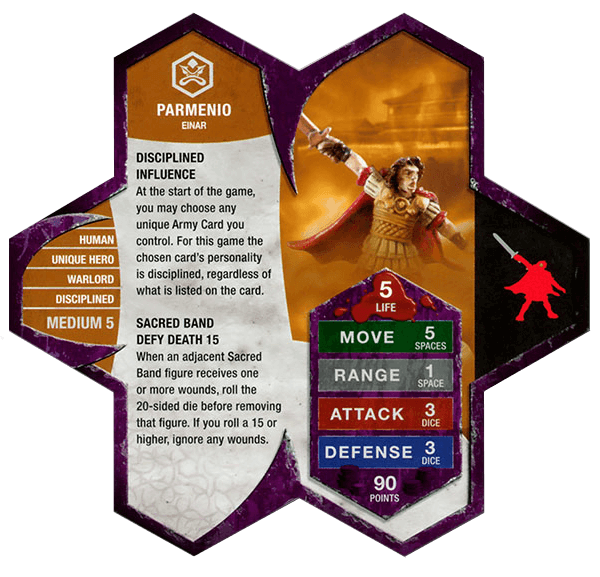 PARMENIO
EINAR
DISCIPLINED
INFLUENCE
At the start of the game,
you may choose any
unique Army Card you
control. For this game the
chosen card's personality
is disciplined, regardless of
what is listed on the card.
SACRED BAND
DEFY DEATH 15
When an adjacent Sacred
Band figure receives one
or more wounds, roll the
20-sided die before removing
that figure. If you roll a 15 or
higher, ignore any wounds.
HUMAN
UNIQUE HERO
WARLORD
DISCIPLINED
MEDIUM 5
5
LIFE
MOVE 5
SPACES
RANGE 1
SPACE
ATTACK 3
DICE
DEFENSE 3
DICE
90
POINTS